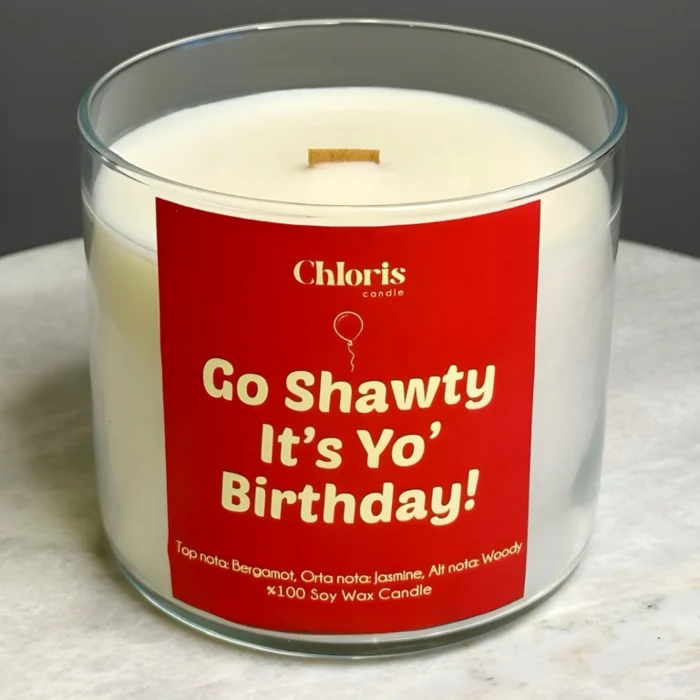 Chloris
candle
Go Shawty
It's Yo'
Birthday!
Top nota: Bergamot, Orta nota: Jasmine, Alt nota: Woody
%100 Soy Wax Candle